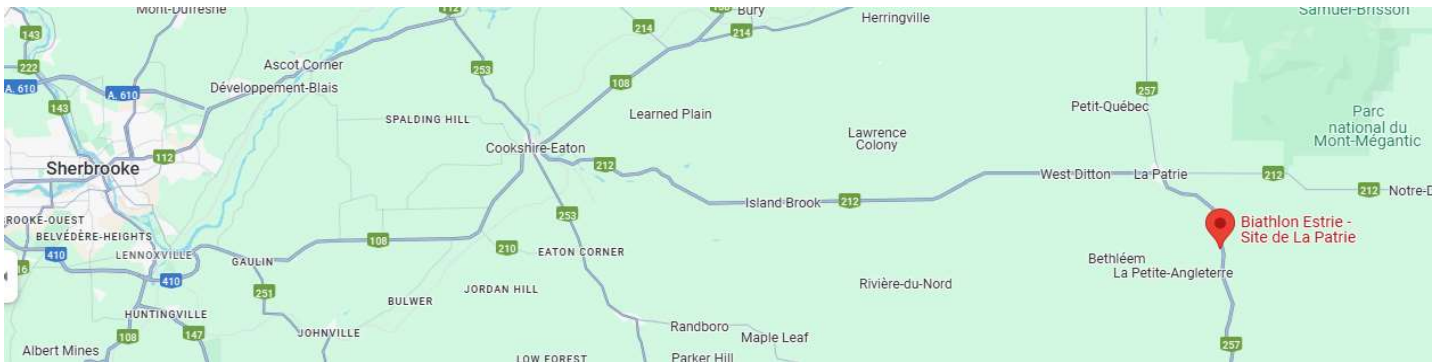 Mont-Dufresne
112
Bury
214
Herringville
Samuel-Brisson
143
214
214
222
Ascot Corner
253
A. 610
A. 610
Développement-Blais
108
257
143
Petit-Québec
Parc
national du
Mont-Mégantic
SPALDING HILL
Learned Plain
Lawrence
Colony
Sherbrooke
112
Cookshire-Eaton
212
West Ditton
La Patrie
212
212
Notre-D
Island Brook
212
253
ROOKE-OUEST
BELVÉDÈRE-HEIGHTS
108
210
EATON CORNER
Biathlon Estrie -
Site de La Patrie
410
LENNOXVILLE
GAULIN
410
Bethléem
La Petite-Angleterre
16
251
BULWER
JORDAN HILL
Rivière-du-Nord
HUNTINGVILLE
108
147
JOHNVILLE
Randboro
Maple Leaf
257
Albert Mines
LOW FOREST
Parker Hill